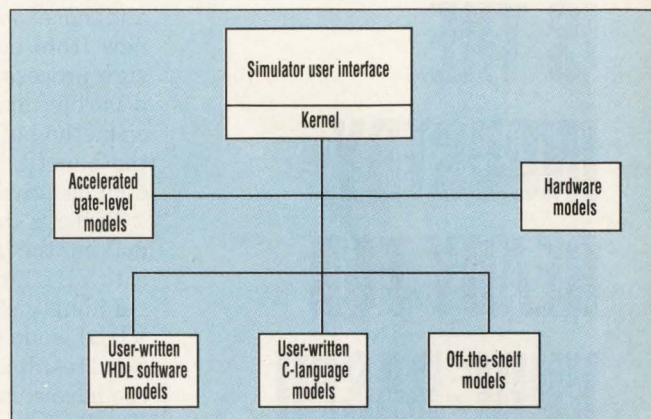 Simulator user interface
Kernel
Accelerated
gate-level
models
Hardware
models
User-written
VHDL software
models
User-written
C-language
models
Off-the-shelf
models